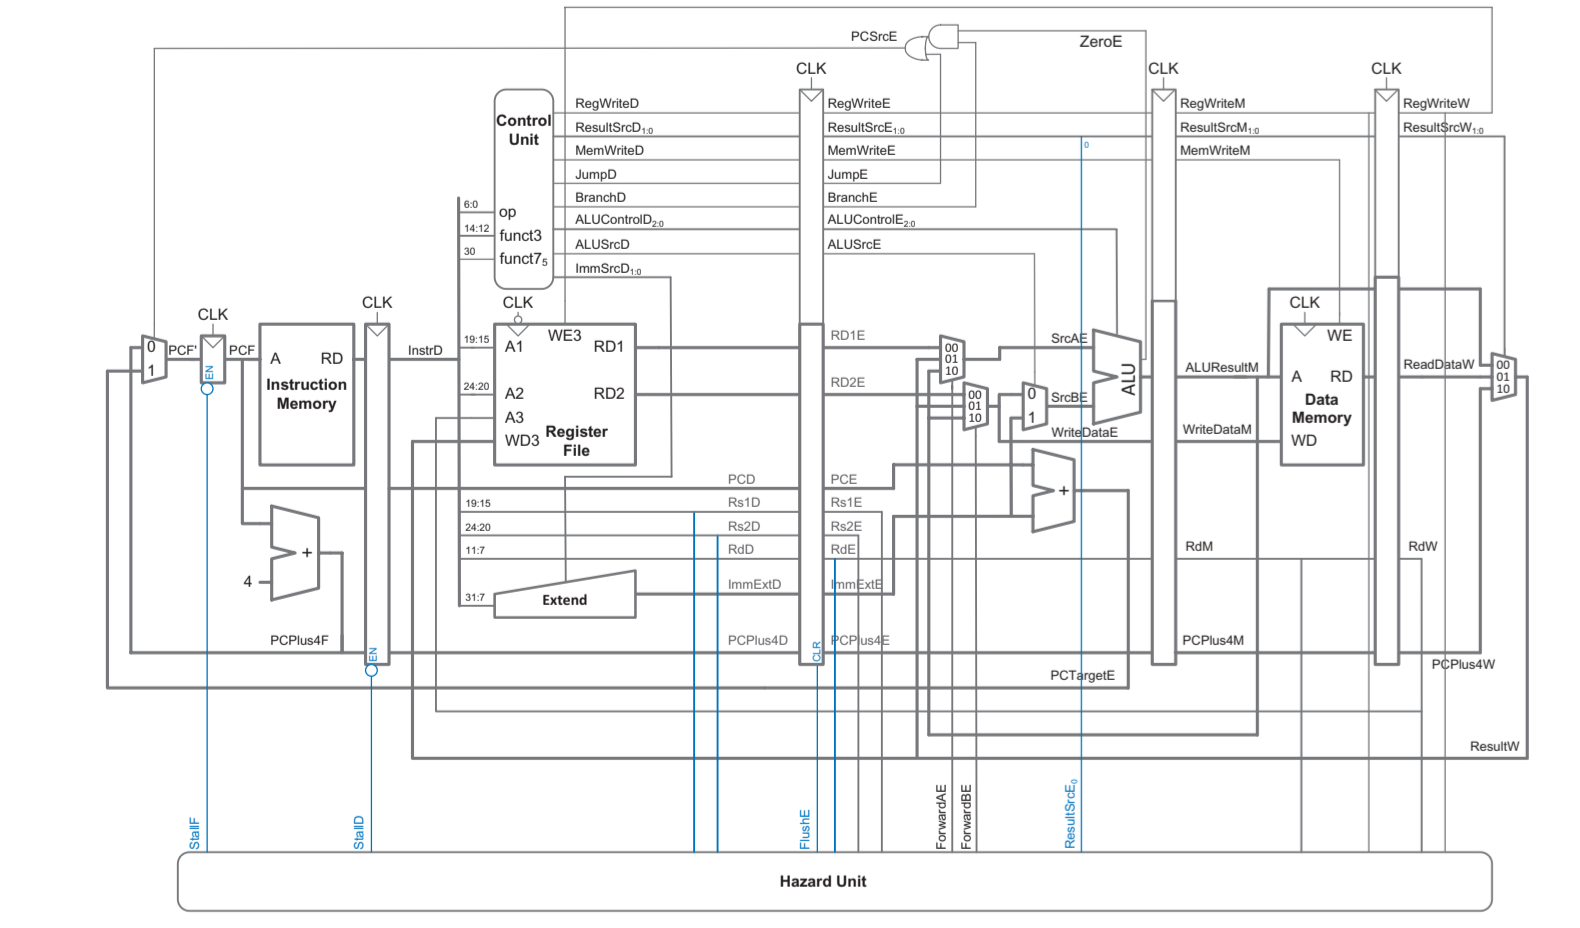 PCSrcE
ZeroE
CLK
CLK
CLK
Control
Unit
RegWriteD
RegWriteE
RegWriteM
RegWriteW
ResultSrcD1:0
ResultSrcE1:0
ResultSrcM1:0
ResultSrcW1:0
0
MemWriteD
MemWriteE
MemWriteM
JumpD
JumpE
BranchD
BranchE
6:0
op
ALUControlD2:0
ALUControlE2:0
14:12
funct3
ALUSrcD
ALUSrcE
30
funct75
ImmSrcD1:0
CLK
CLK
CLK
CLK
0
1
PCF'
EN
PCF
A
RD
Instruction
Memory
InstrD
19:15
A1
WE3
RD1
24:20
A2
RD2
A3
WD3
Register
File
RD1E
RD2E
00
01
10
00
01
10
0
1
SrcAE
SrcBE
WriteDataE
ALU
ALUResultM
WriteDataM
WE
A
RD
Data
Memory
WD
ReadDataW
00
01
10
PCD
PCE
19:15
Rs1D
Rs1E
24:20
Rs2D
Rs2E
11:7
RdD
RdE
RdM
RdW
+
+
4
31:7
Extend
ImmExtD
ImmExtE
PCPlus4F
EN
PCPlus4D
CLR
PCPlus4E
PCPlus4M
PCPlus4W
PCTargetE
ResultW
StallF
StallD
FlushE
ForwardAE
ForwardBE
ResultSrcE0
Hazard Unit